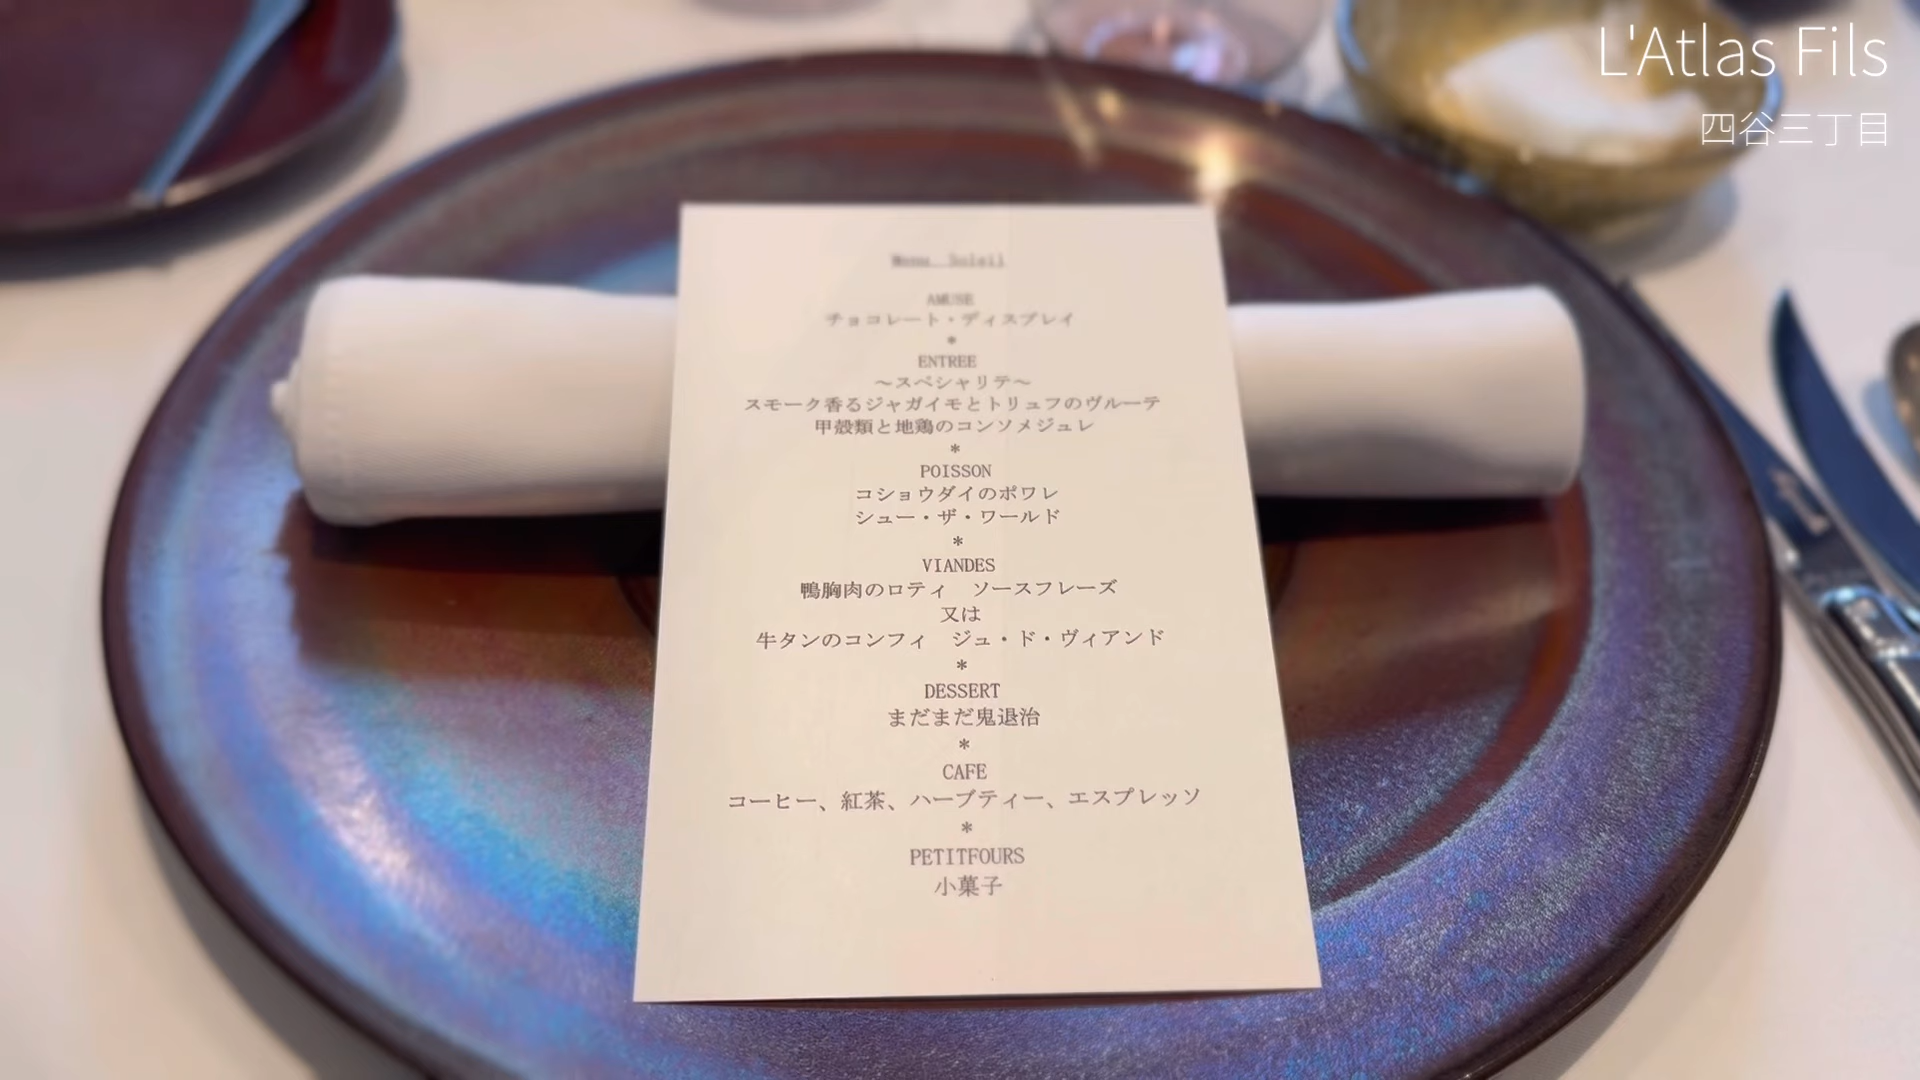 L'Atlas Fils
四谷三丁目
Menu Soleil
AMUSE
チョコレート・ディスプレイ
*
ENTREE
～スペシャリテ～
スモーク香るジャガイモとトリュフのヴルーテ
甲殻類と地鶏のコンソメジュレ
*
POISSON
コショウダイのポワレ
シュー・ザ・ワールド
*
VIANDES
鴨胸肉のロティ　ソースフレーズ
又は
牛タンのコンフィ　ジュ・ド・ヴィアンド
*
DESSERT
まだまだ鬼退治
*
CAFE
コーヒー、紅茶、ハーブティー、エスプレッソ
*
PETITFOURS
小菓子